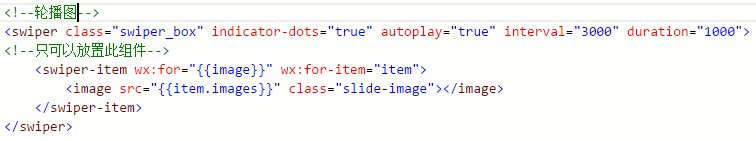 <!--轮播图-->
<swiper class="swiper_box" indicator-dots="true" autoplay="true" interval="3000" duration="1000">
<!--只可以放置此组件-->
    <swiper-item wx:for="{{image}}" wx:for-item="item">
        <image src="{{item.images}}" class="slide-image"></image>
    </swiper-item>
</swiper>